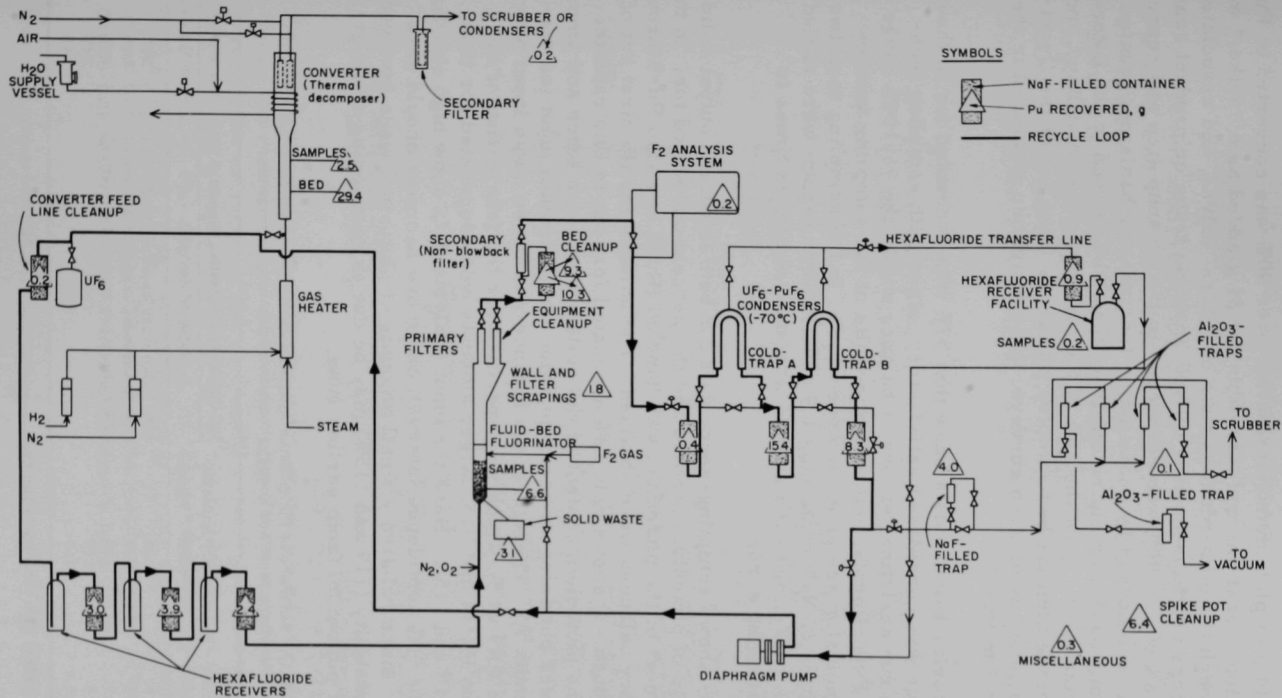 N2
AIR
H2O
SUPPLY
VESSEL
TO SCRUBBER OR
CONDENSERS
0.2
CONVERTER
(Thermal
decomposer)
SECONDARY
FILTER
SYMBOLS
NaF-FILLED CONTAINER
Pu RECOVERED, g
RECYCLE LOOP
SAMPLES
2.5
BED
29.4
CONVERTER FEED
LINE CLEANUP
0.2
UF6
GAS
HEATER
H2
N2
STEAM
F2 ANALYSIS
SYSTEM
0.2
SECONDARY
(Non-blowback
filter)
BED
CLEANUP
9.3
10.3
EQUIPMENT
CLEANUP
PRIMARY
FILTERS
WALL AND
FILTER
SCRAPINGS
1.8
FLUID-BED
FLUORINATOR
F2 GAS
SAMPLES
6.6
SOLID WASTE
3.1
N2, O2
HEXAFLUORIDE TRANSFER LINE
0.9
HEXAFLUORIDE
RECEIVER
FACILITY
SAMPLES
0.2
UF6-PuF6
CONDENSERS
(-70°C)
COLD-
TRAP A
COLD-
TRAP B
0.4
15.4
8.3
Al2O3-
FILLED
TRAPS
TO
SCRUBBER
0.1
4.0
NaF-
FILLED
TRAP
Al2O3-FILLED TRAP
TO
VACUUM
6.4
SPIKE POT
CLEANUP
0.3
MISCELLANEOUS
DIAPHRAGM PUMP
3.0
3.9
2.4
HEXAFLUORIDE
RECEIVERS